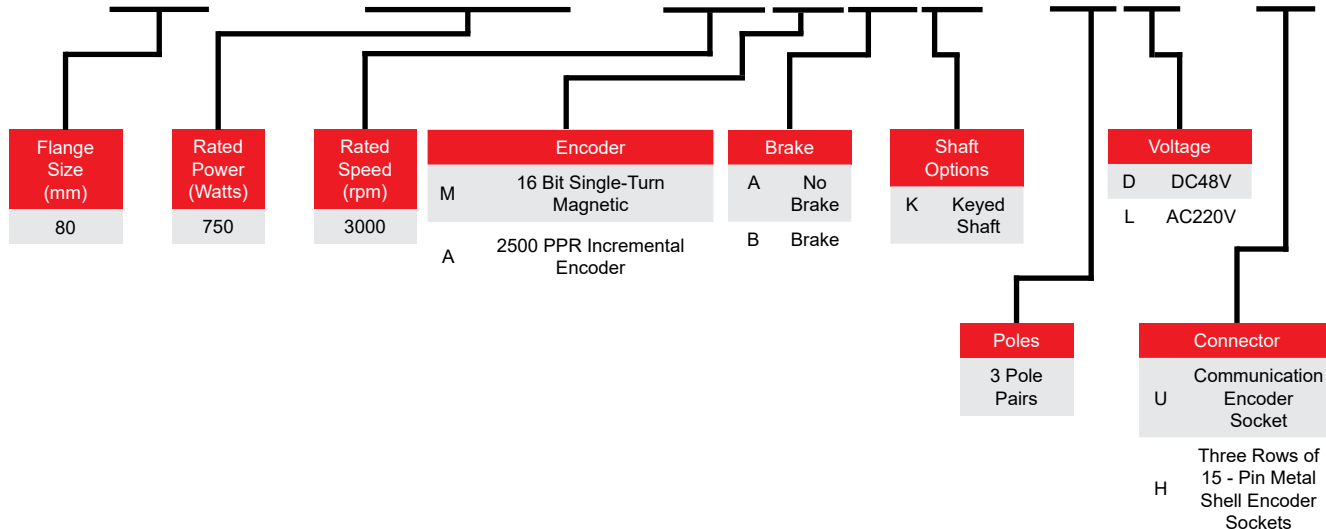 Flange
Size
(mm)
80
Rated
Power
(Watts)
750
Rated
Speed
(rpm)
3000
Encoder
M
16 Bit Single-Turn
Magnetic
A
2500 PPR Incremental
Encoder
Brake
A
No
Brake
B
Brake
Shaft
Options
K
Keyed
Shaft
Voltage
D
DC48V
L
AC220V
Poles
3 Pole
Pairs
Connector
U
Communication
Encoder
Socket
H
Three Rows of
15 - Pin Metal
Shell Encoder
Sockets